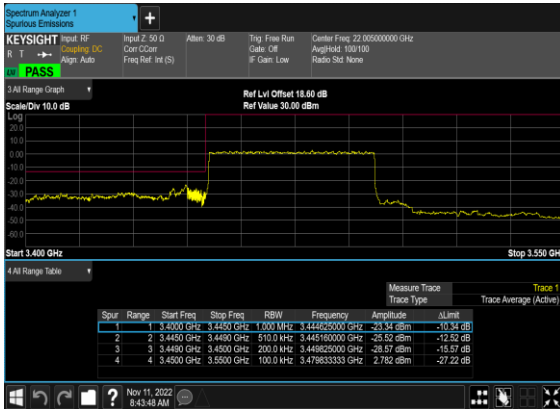 Spectrum Analyzer 1
Spurious Emissions
+
KEYSIGHT Input: RF Input Z: 50 Ω Atten: 30 dB Trig: Free Run Center Freq: 22.005000000 GHz
R T Coupling: DC Corr CCorr Gate: Off Avg|Hold: 100/100
Align: Auto Freq Ref: Int (S) IF Gain: Low Radio Std: None
PASS
3 All Range Graph
Ref Lvl Offset 18.60 dB
Scale/Div 10.0 dB Ref Value 30.00 dBm
Log
20.0
10.0
0.00
-10.0
-20.0
-30.0
-40.0
-50.0
-60.0
Start 3.400 GHz Stop 3.550 GH
4 All Range Table
Measure Trace Trace 1
Trace Type Trace Average (Active)
Spur Range Start Freq Stop Freq RBW Frequency Amplitude ΔLimit
1 1 3.4000 GHz 3.4450 GHz 1.000 MHz 3.444625000 GHz -23.34 dBm -10.34 dB
2 2 3.4450 GHz 3.4490 GHz 510.0 kHz 3.445160000 GHz -25.52 dBm -12.52 dB
3 3 3.4490 GHz 3.4500 GHz 200.0 kHz 3.449825000 GHz -28.57 dBm -15.57 dB
4 4 3.4500 GHz 3.5500 GHz 100.0 kHz 3.479833333 GHz 2.782 dBm -27.22 dB
?
Nov 11, 2022
8:43:48 AM